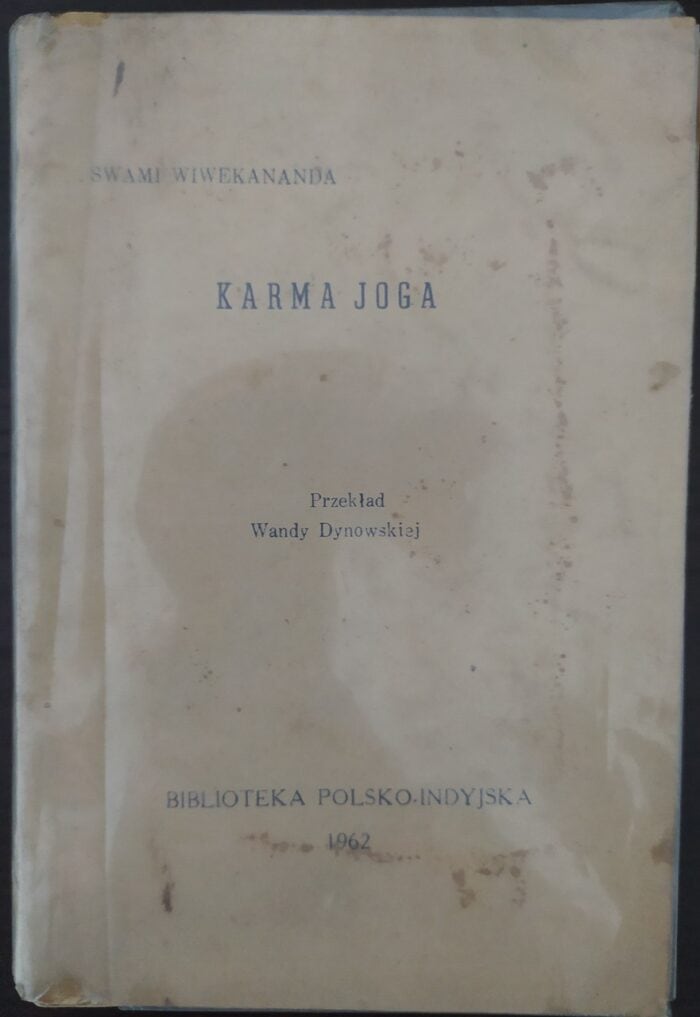 SWAMI WIWEKANANDA
KARMA JOGA
Przekład
Wandy Dynowskiej
BIBLIOTEKA POLSKO-INDYJSKA
1962